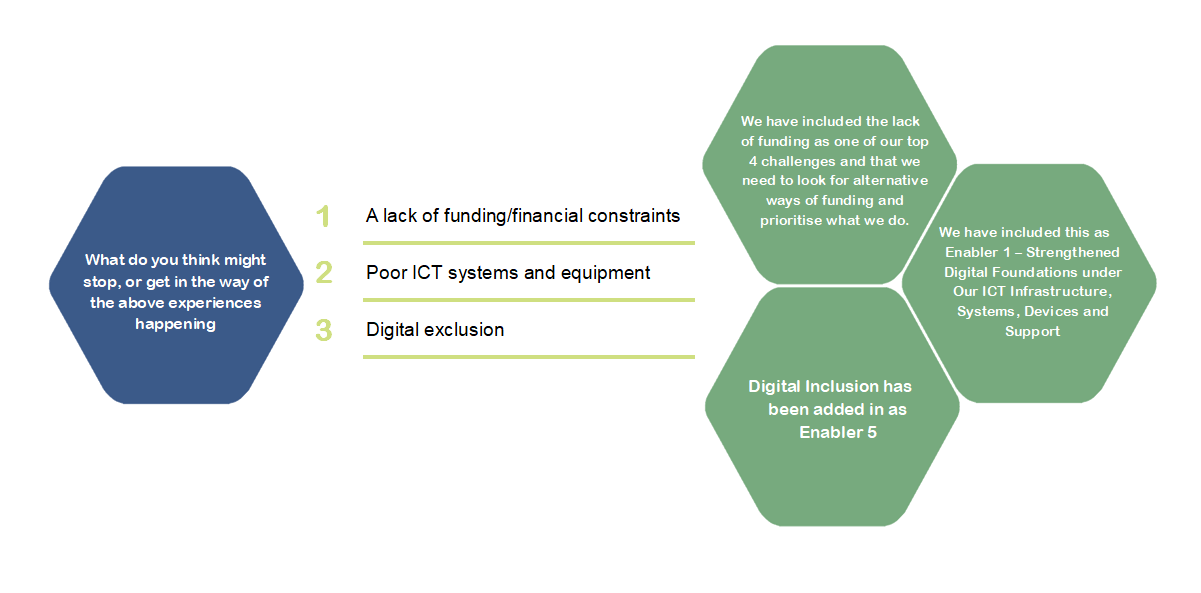 What do you think might
stop, or get in the way of
the above experiences
happening
1
A lack of funding/financial constraints
2
Poor ICT systems and equipment
3
Digital exclusion
We have included the lack
of funding as one of our top
4 challenges and that we
need to look for alternative
ways of funding and
prioritise what we do.
We have included this as
Enabler 1 – Strengthened
Digital Foundations under
Our ICT Infrastructure,
Systems, Devices and
Support
Digital Inclusion has
been added in as
Enabler 5